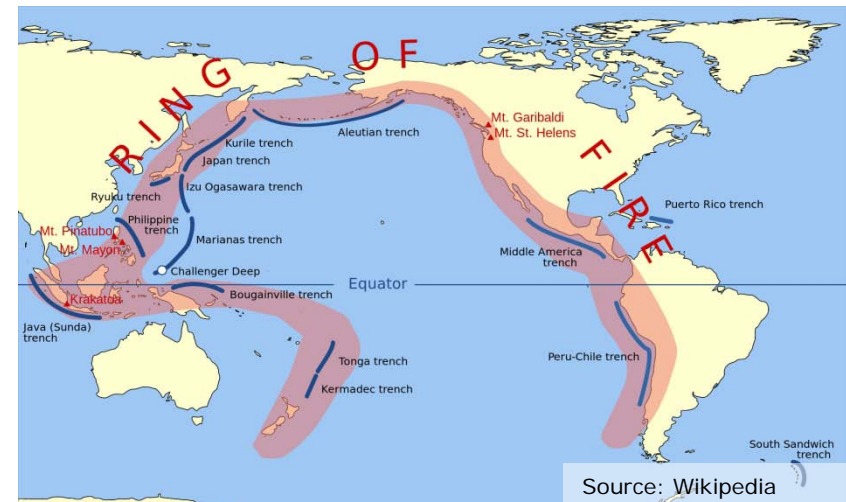 RING OF FIRE
Mt. Garibaldi
Mt. St. Helens
Aleutian trench
Kurile trench
Japan trench
Izu Ogasawara trench
Ryuku trench
Puerto Rico trench
Philippine
trench
Mt. Pinatubo
Mt. Mayon
Marianas trench
Middle America
trench
Challenger Deep
Equator
Bougainville trench
Krakatoa
Java (Sunda)
trench
Tonga trench
Peru-Chile trench
Kermadec trench
South Sandwich
trench
Source: Wikipedia